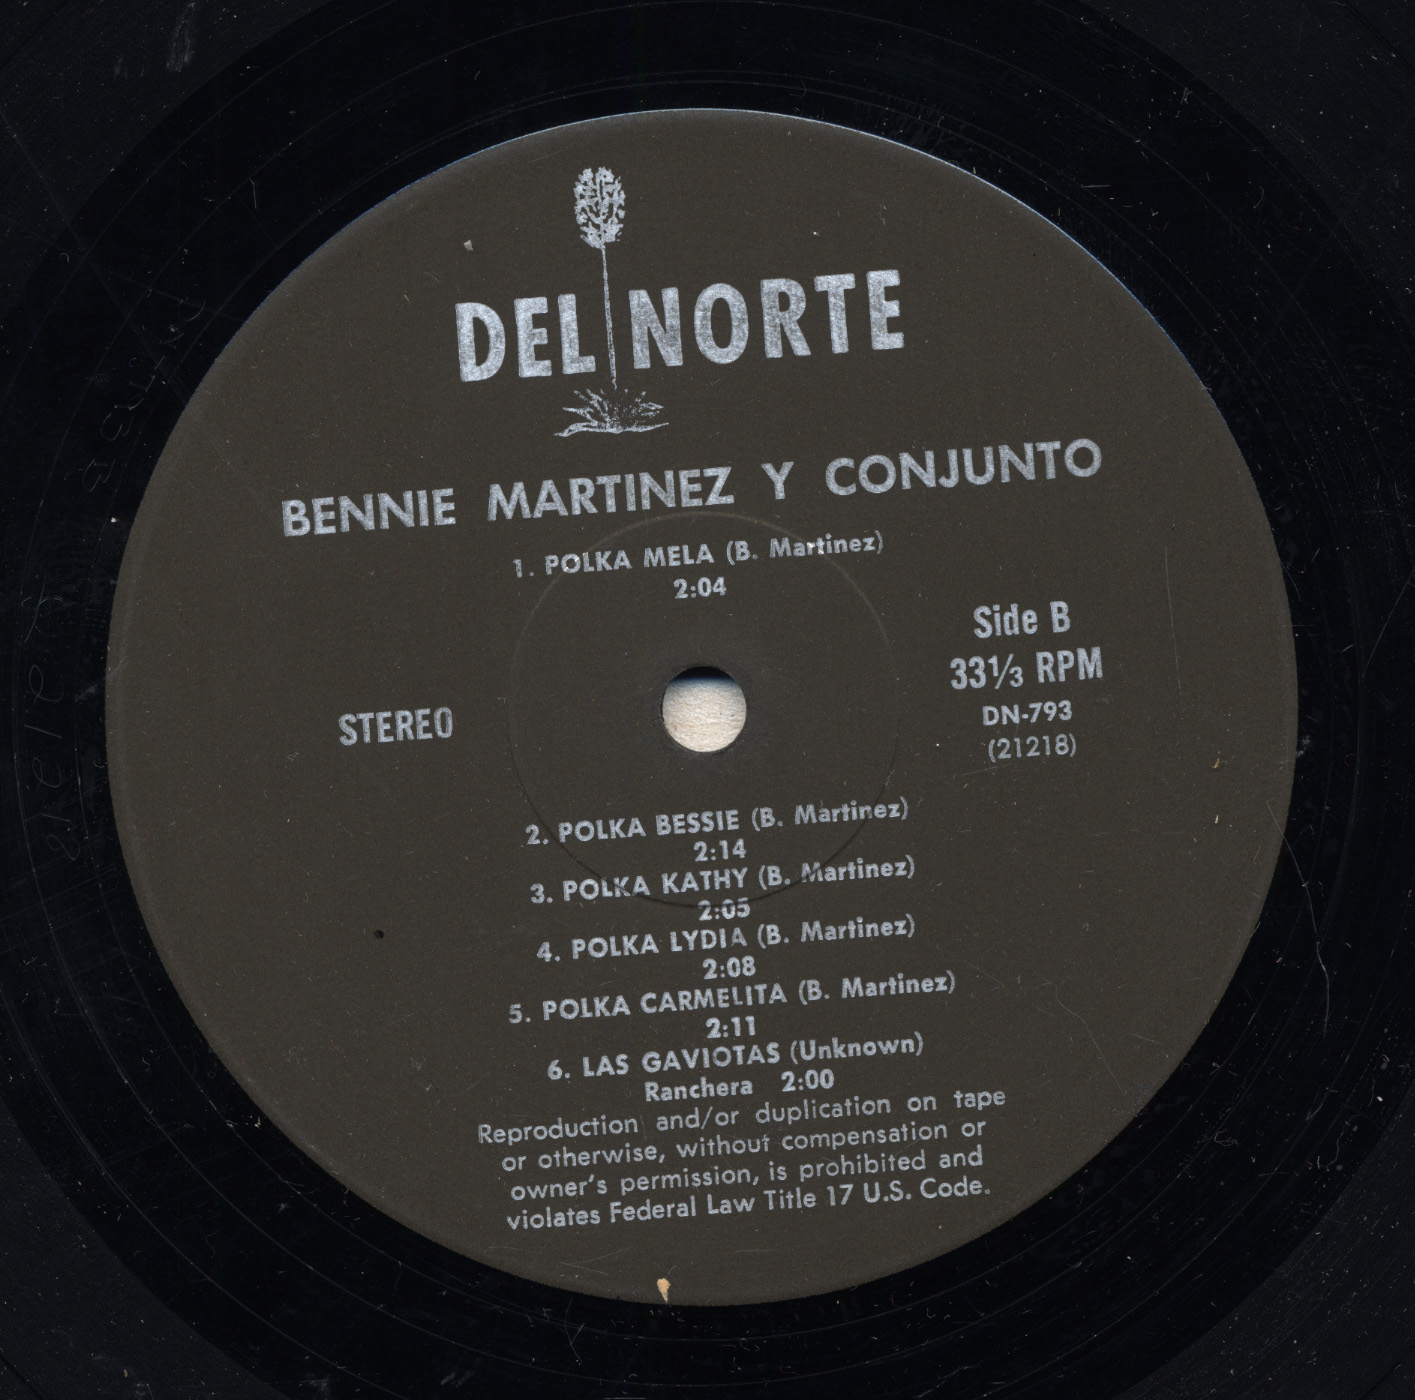 DEL NORTE
BENNIE MARTINEZ Y CONJUNTO
1. POLKA MELA (B. Martinez)
2:04
Side B
33⅓ RPM
DN-793
(21218)
STEREO
2. POLKA BESSIE (B. Martinez)
2:14
3. POLKA KATHY (B. Martinez)
2:05
4. POLKA LYDIA (B. Martinez)
2:08
5. POLKA CARMELITA (B. Martinez)
2:11
6. LAS GAVIOTAS (Unknown)
Ranchera 2:00
Reproduction and/or duplication on tape
or otherwise, without compensation or
owner's permission, is prohibited and
violates Federal Law Title 17 U.S. Code.